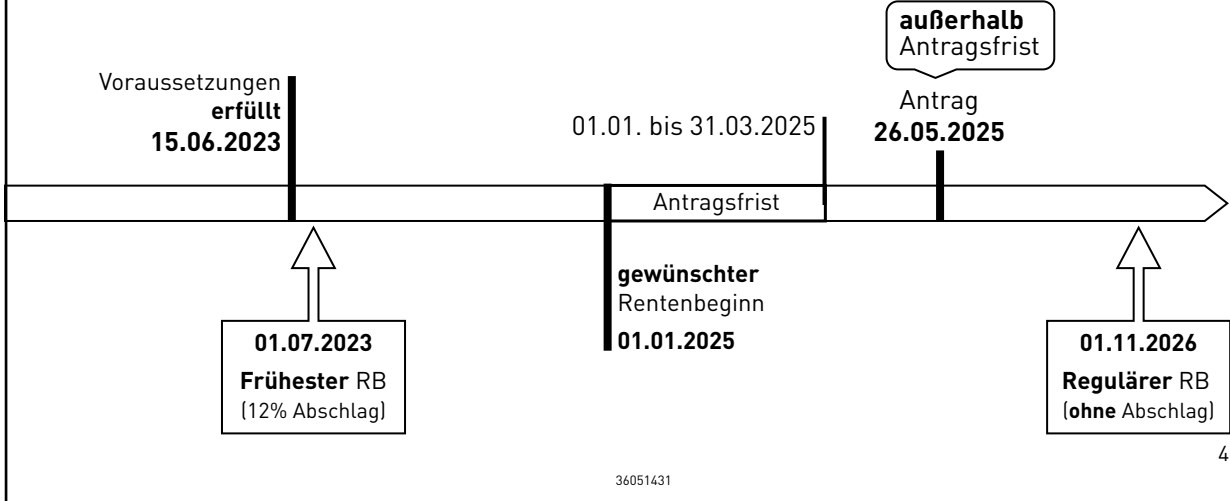 außerhalb
Antragsfrist
Voraussetzungen
erfüllt
15.06.2023
01.01. bis 31.03.2025
Antrag
26.05.2025
Antragsfrist
gewünschter
Rentenbeginn
01.01.2025
01.07.2023
Frühester RB
(12% Abschlag)
01.11.2026
Regulärer RB
(ohne Abschlag)
4
36051431